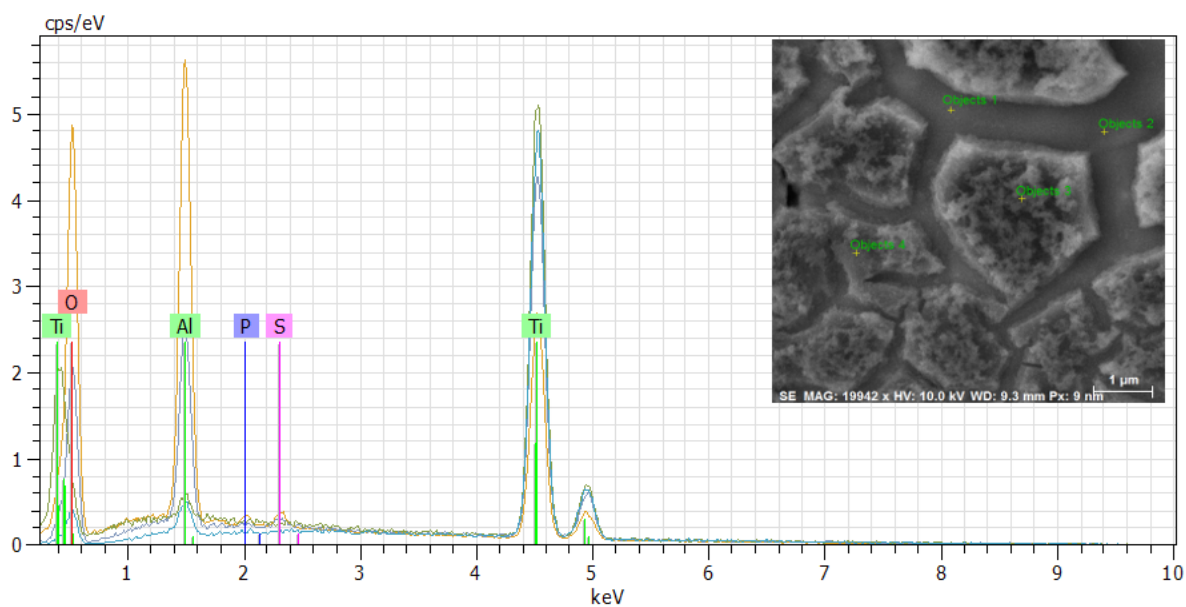 cps/eV
5
4
3
2
1
0
Ti
O
Al
P
S
Ti
1 2 3 4 5 6 7 8 9 10
keV
Objects 1
Objects 2
Objects 3
Objects 4
1 µm
SE MAG: 19942 x HV: 10.0 kV WD: 9.3 mm Px: 9 nm